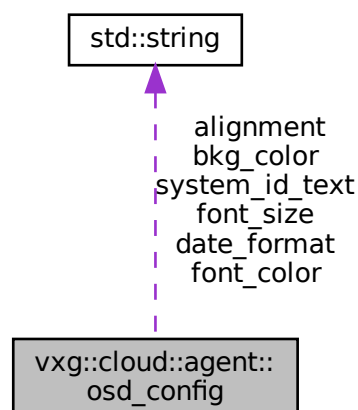 std::string
alignment
bkg_color
system_id_text
font_size
date_format
font_color
vxg::cloud::agent::
osd_config